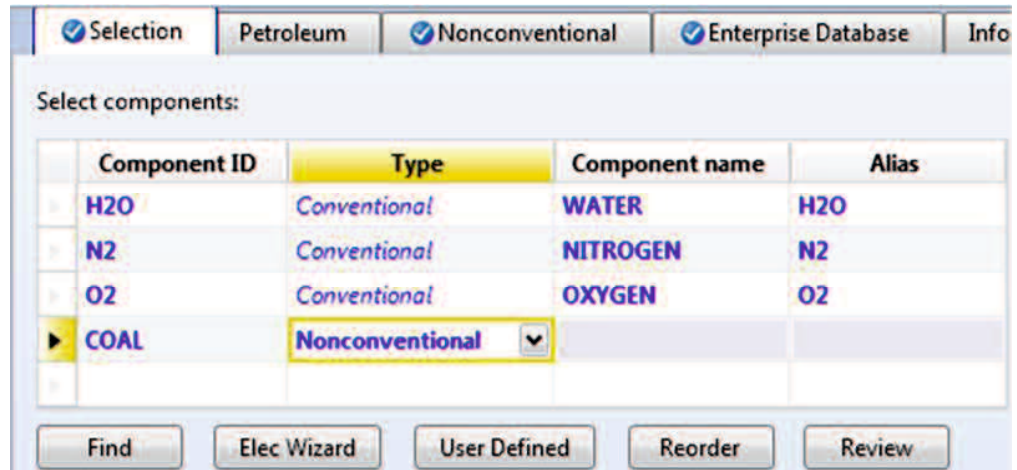 Selection Petroleum Nonconventional Enterprise Database Info
Select components:
Component ID Type Component name Alias
H2O Conventional WATER H2O
N2 Conventional NITROGEN N2
O2 Conventional OXYGEN O2
COAL Nonconventional
Find Elec Wizard User Defined Reorder Review